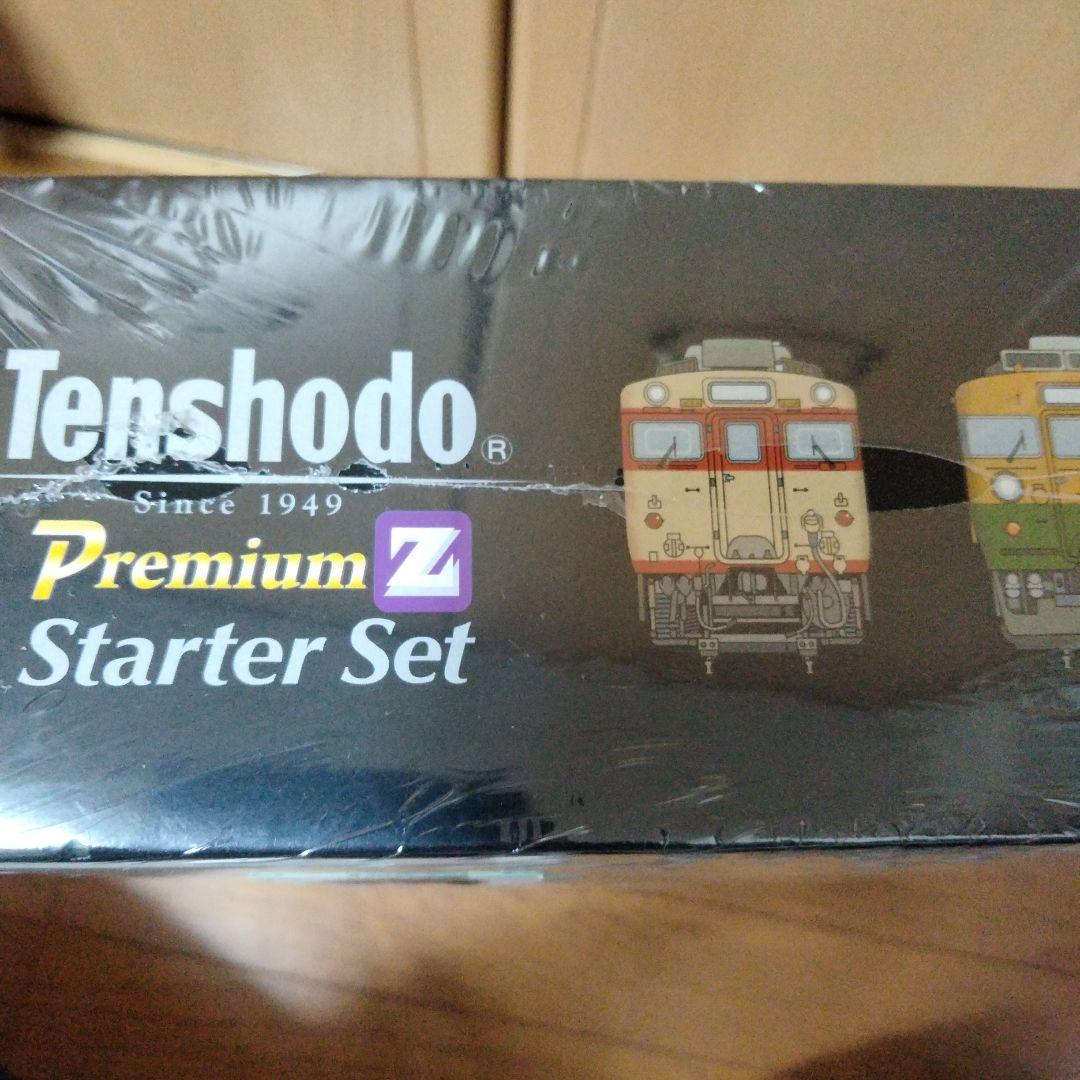 Tenshodo®
Since 1949
Premium Z
Starter Set